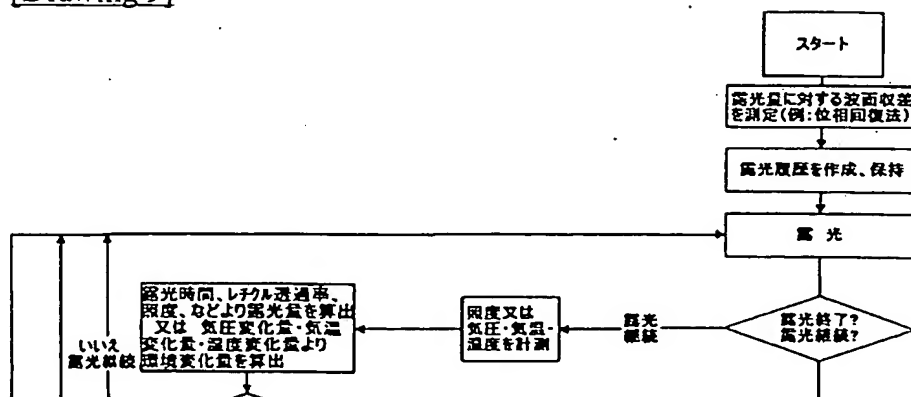 [Drawing 9]
スタート
露光量に対する波面収差
を測定(例:位相回復法)
露光履歴を作成、保持
露 光
露光時間、レチクル透過率、
照度、などより露光量を算出
又は 気圧変化量・気温
変化量・湿度変化量より
環境変化量を算出
照度又は
気圧・気温・
湿度を計測
露光
継続
露光終了?
露光継続?
いいえ
露光継続